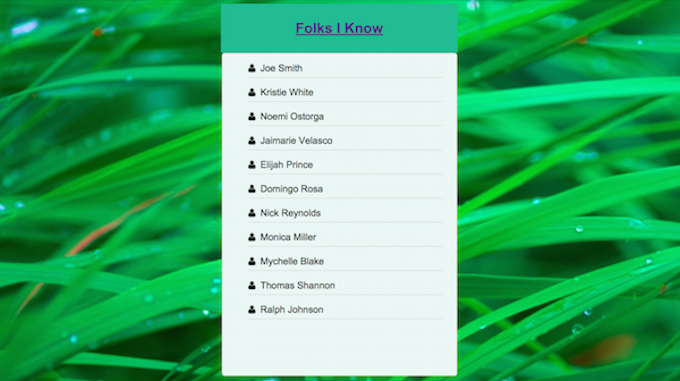 Folks I Know
Joe Smith
Kristie White
Noemi Ostorga
Jaimarie Velasco
Elijah Prince
Domingo Rosa
Nick Reynolds
Monica Miller
Mychelle Blake
Thomas Shannon
Ralph Johnson